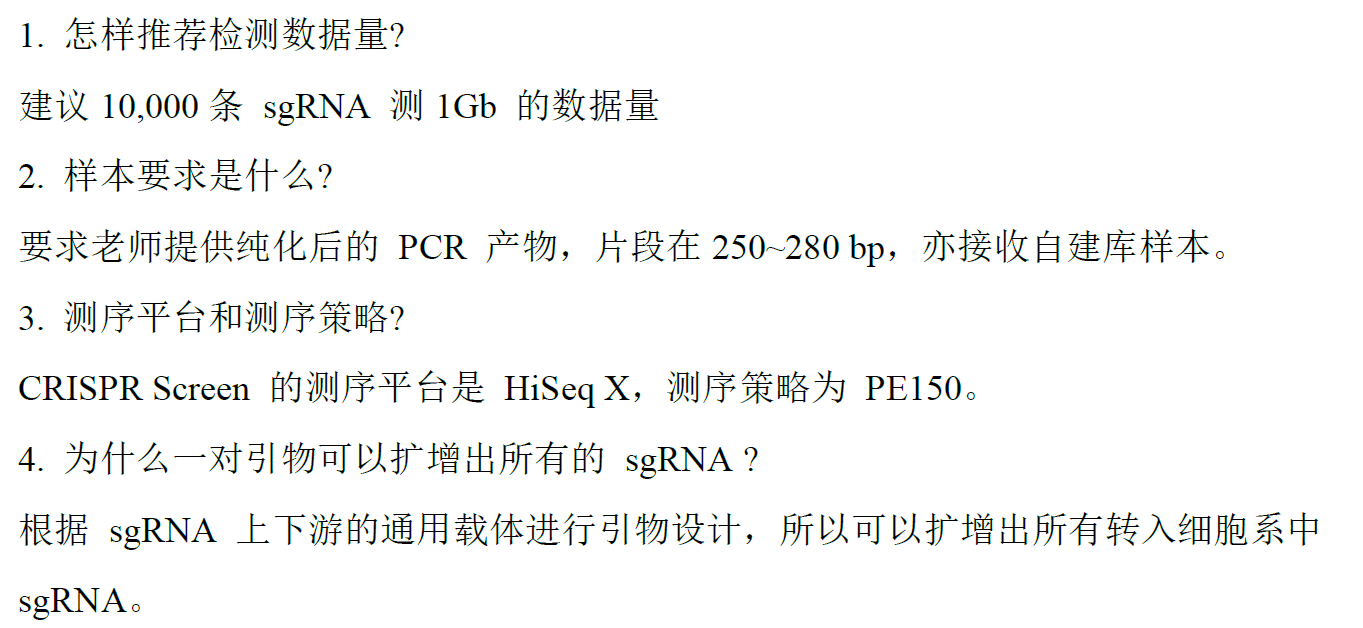 1. 怎样推荐检测数据量?
建议 10,000 条 sgRNA 测 1Gb 的数据量
2. 样本要求是什么?
要求老师提供纯化后的 PCR 产物，片段在 250~280 bp，亦接收自建库样本。
3. 测序平台和测序策略?
CRISPR Screen 的测序平台是 HiSeq X，测序策略为 PE150。
4. 为什么一对引物可以扩增出所有的 sgRNA？
根据 sgRNA 上下游的通用载体进行引物设计，所以可以扩增出所有转入细胞系中
sgRNA。